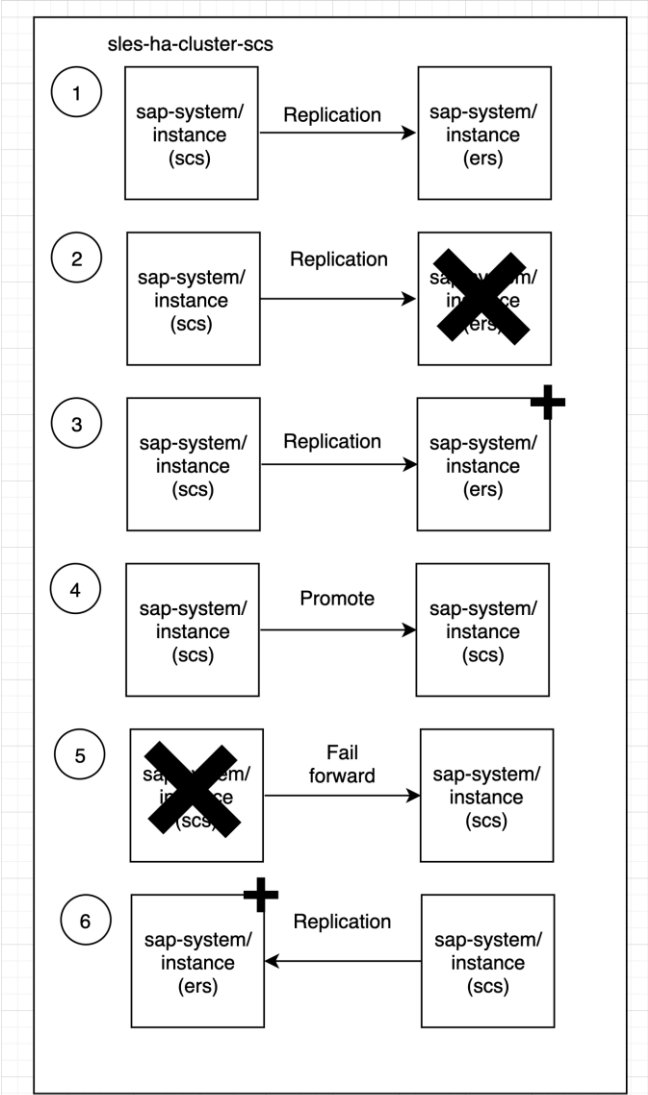 sles-ha-cluster-scs
1
sap-system/
instance
(scs)
Replication
sap-system/
instance
(ers)
2
sap-system/
instance
(scs)
Replication
(ers)
3
sap-system/
instance
(scs)
Replication
sap-system/
instance
(ers)
4
sap-system/
instance
(scs)
Promote
sap-system/
instance
(scs)
5
(scs)
Fail
forward
sap-system/
instance
(scs)
6
sap-system/
instance
(ers)
Replication
sap-system/
instance
(scs)